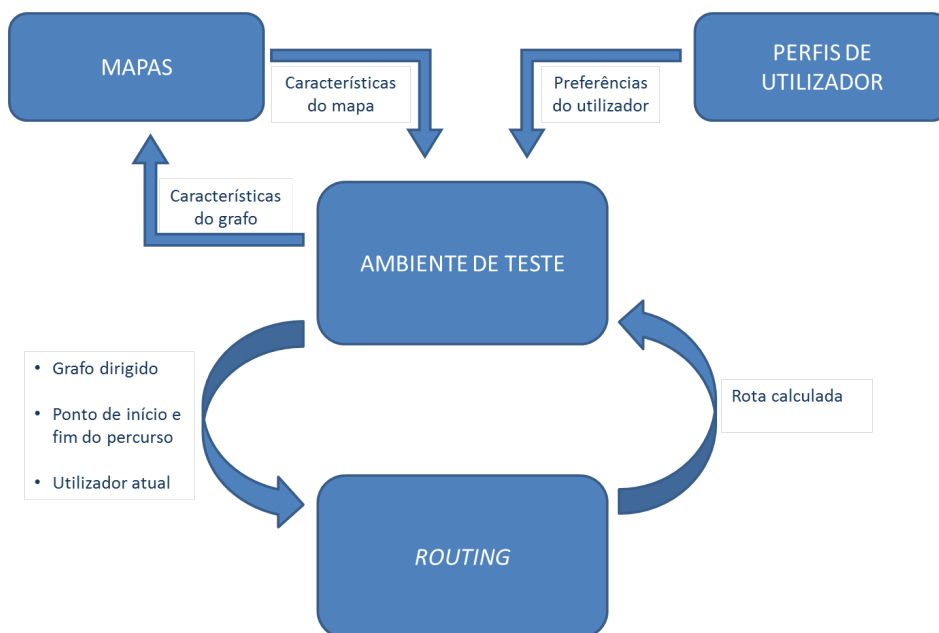 MAPAS
Características
do mapa
Preferências
do utilizador
PERFIS DE
UTILIZADOR
Características
do grafo
AMBIENTE DE TESTE
• Grafo dirigido
• Ponto de início e
fim do percurso
• Utilizador atual
Rota calculada
ROUTING